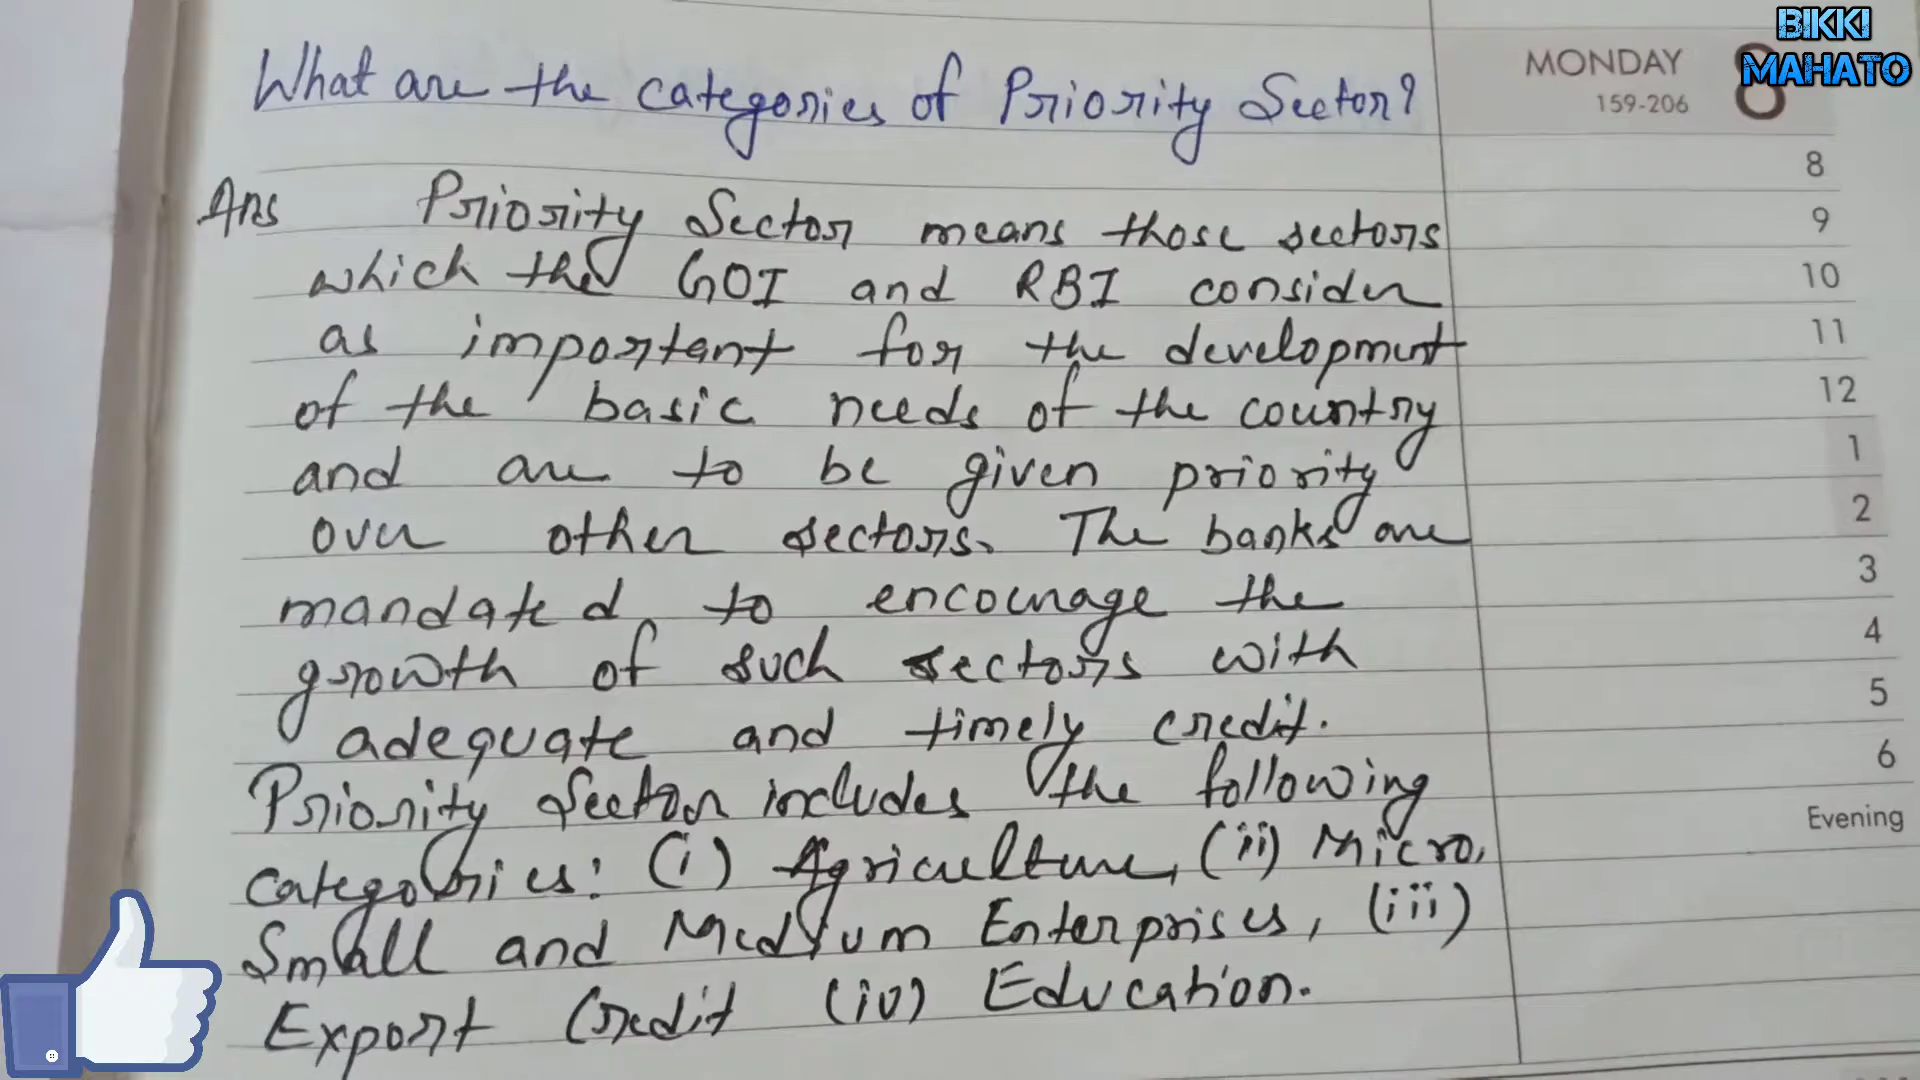 BIKKI
MAHATO
MONDAY
159-206
8
What are the categories of Priority Sector?
Ans Priority Sector means those sectors
which the GOI and RBI consider
as important for the development
of the basic needs of the country
and are to be given priority
over other sectors. The banks are
mandated to encourage the
growth of such sectors with
adequate and timely credit.
Priority Sector includes the following
categories: (i) Agriculture, (ii) Micro,
Small and Medium Enterprises, (iii)
Export Credit (iv) Education.
8
9
10
11
12
1
2
3
4
5
6
Evening